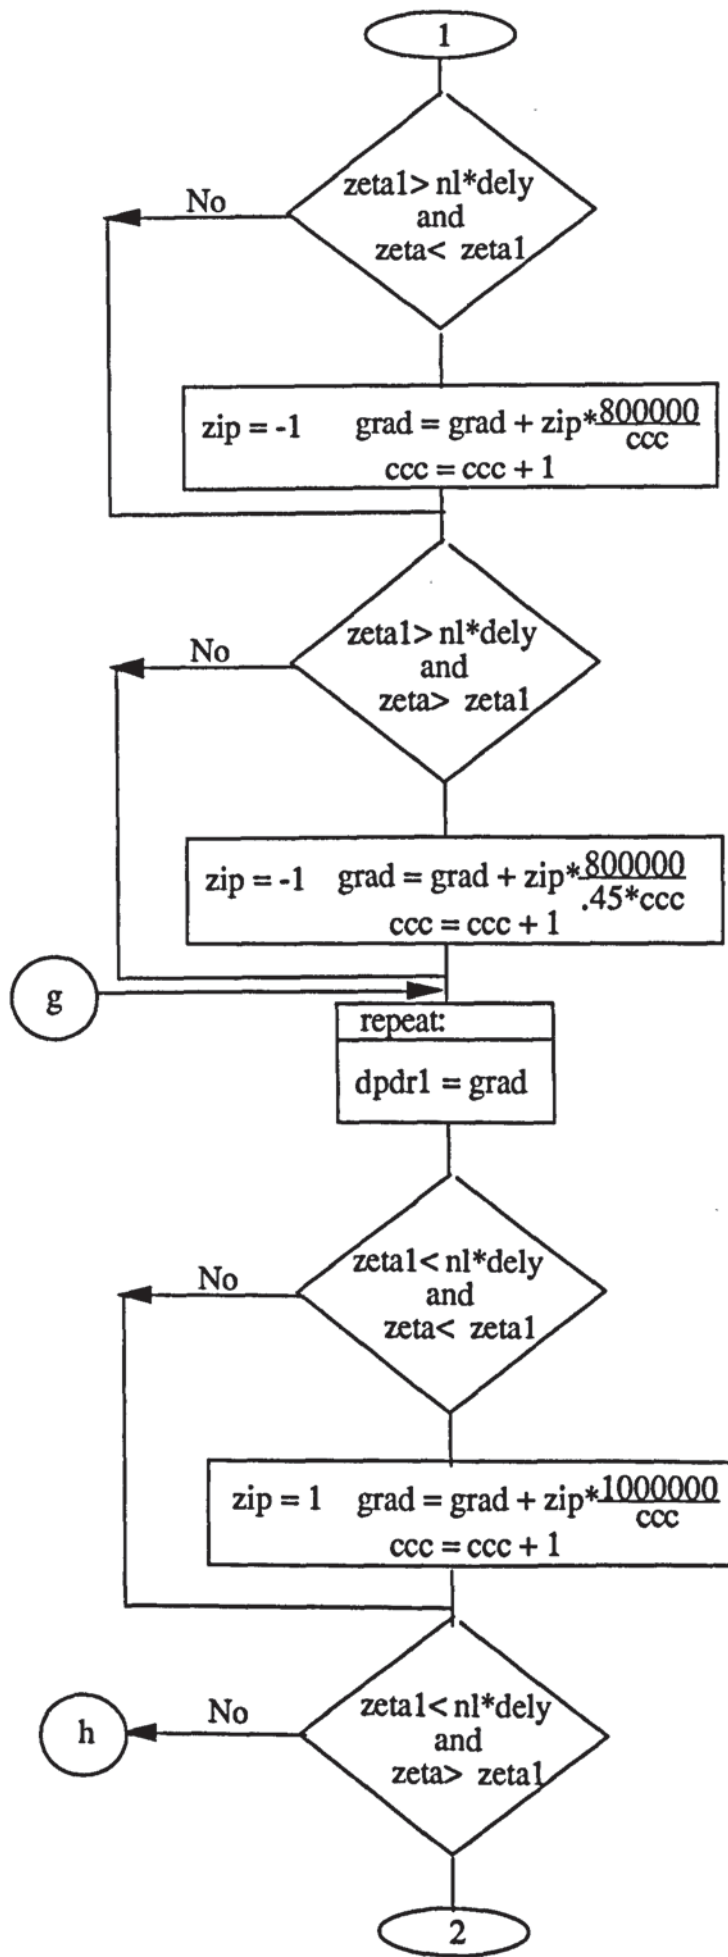 1
zeta1> nl*dely
and
zeta< zeta1
No
zip = -1 grad = grad + zip*800000/ccc
ccc = ccc + 1
zeta1> nl*dely
and
zeta> zeta1
No
zip = -1 grad = grad + zip*800000/.45*ccc
ccc = ccc + 1
g
repeat:
dpdr1 = grad
zeta1< nl*dely
and
zeta< zeta1
No
zip = 1 grad = grad + zip*1000000/ccc
ccc = ccc + 1
zeta1< nl*dely
and
zeta> zeta1
No
h
2